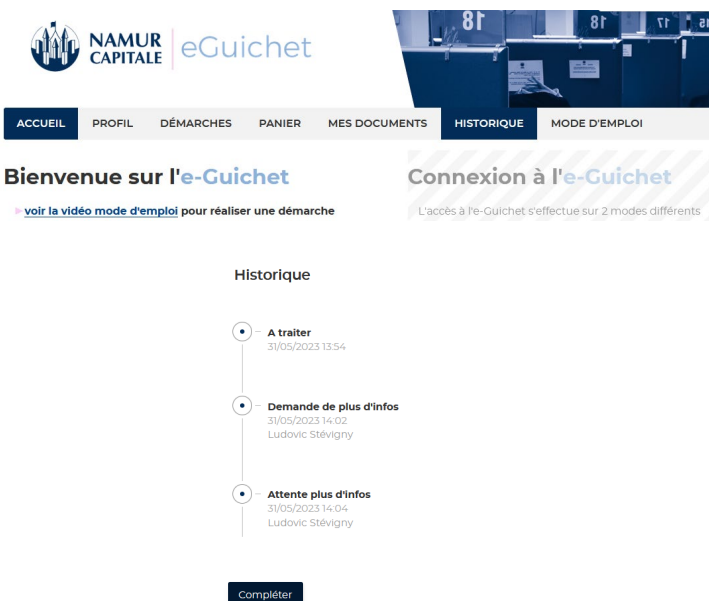 NAMUR
CAPITALE
eGuichet
18
18
17
ACCUEIL PROFIL DÉMARCHES PANIER MES DOCUMENTS HISTORIQUE MODE D'EMPLOI
Bienvenue sur l'e-Guichet
voir la vidéo mode d'emploi pour réaliser une démarche
Connexion à l'e-Guichet
L'accès à l'e-Guichet s'effectue sur 2 modes différents
Historique
A traiter
31/05/2023 13:54
Demande de plus d'infos
31/05/2023 14:02
Ludovic Stévigny
Attente plus d'infos
31/05/2023 14:04
Ludovic Stévigny
Compléter